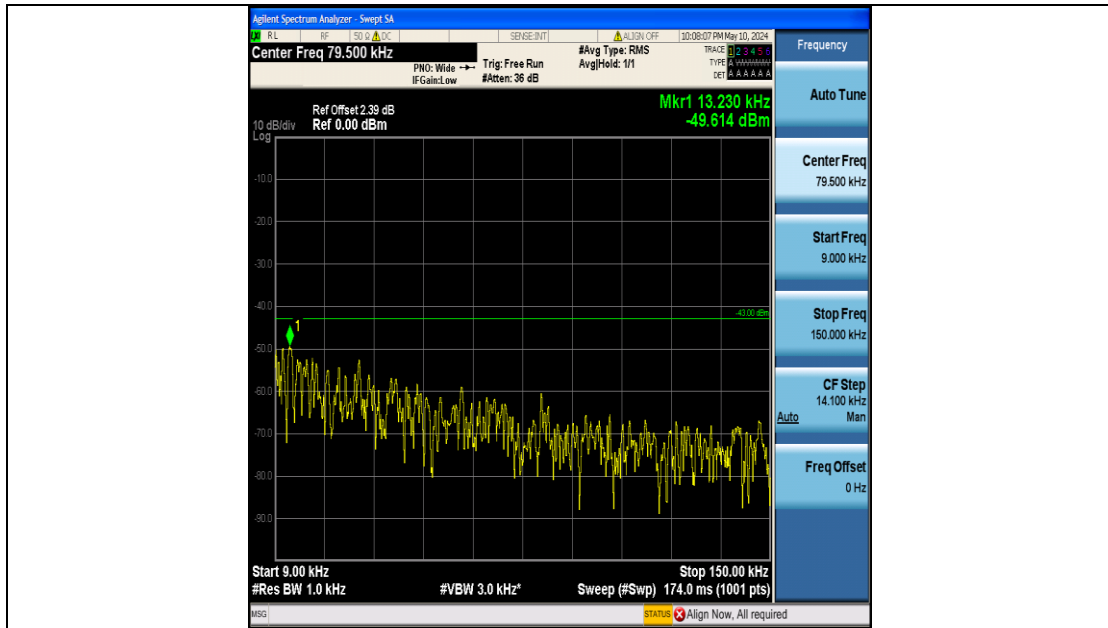 Agilent Spectrum Analyzer - Swept SA
RL RF 50 Ω DC SENSE:INT ALIGN OFF 10:08:07 PM May 10, 2024
Center Freq 79.500 kHz
PNO: Wide
IFGain:Low
Trig: Free Run
#Atten: 36 dB
#Avg Type: RMS
Avg|Hold: 1/1
TRACE 1 2 3 4 5 6
TYPE A
DET A A A A A A
Ref Offset 2.39 dB
10 dB/div Ref 0.00 dBm
Log
Mkr1 13.230 kHz
-49.614 dBm
-10.0
-20.0
-30.0
-40.0
-43.00 dBm
1
-50.0
-60.0
-70.0
-80.0
-90.0
Start 9.00 kHz Stop 150.00 kHz
#Res BW 1.0 kHz #VBW 3.0 kHz* Sweep (#Swp) 174.0 ms (1001 pts)
MSG STATUS Align Now, All required
Frequency
Auto Tune
Center Freq
79.500 kHz
Start Freq
9.000 kHz
Stop Freq
150.000 kHz
CF Step
14.100 kHz
Auto Man
Freq Offset
0 Hz